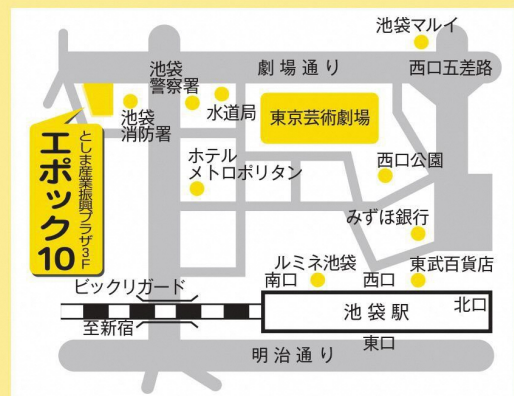 池袋マルイ
劇場通り
西口五差路
池袋
警察署
池袋
消防署
水道局
東京芸術劇場
としま産業振興プラザ3F
エポック10
ホテル
メトロポリタン
西口公園
みずほ銀行
ルミネ池袋
東武百貨店
南口
西口
北口
池袋駅
東口
ビックリガード
至新宿
明治通り